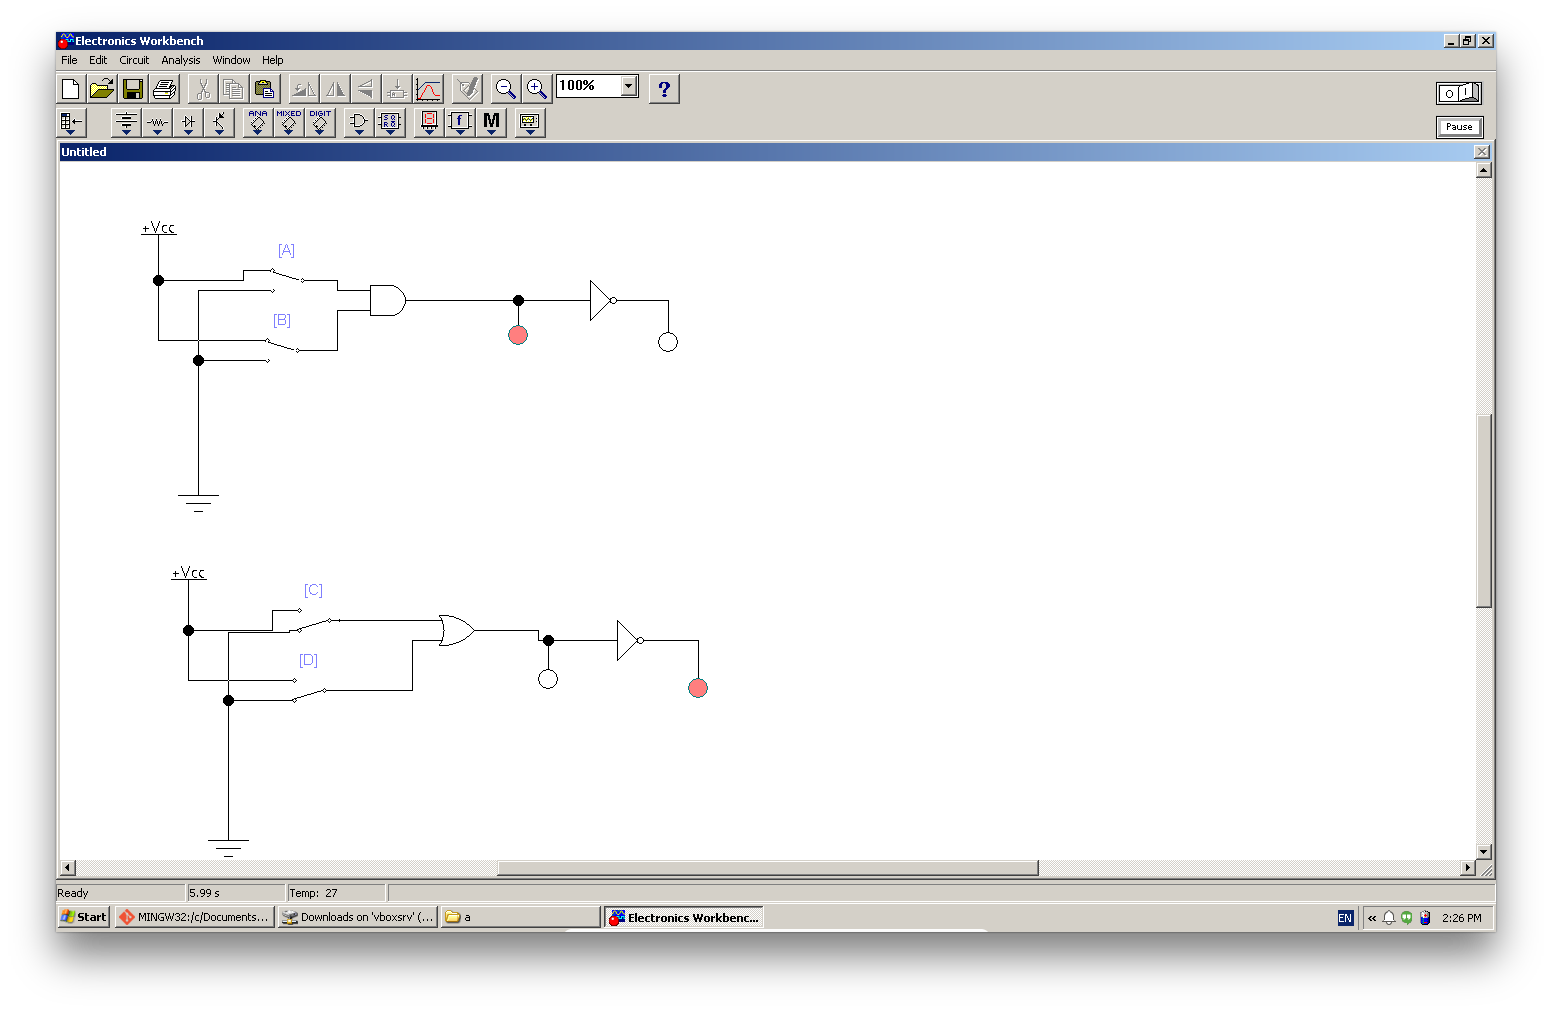 Electronics Workbench
File Edit Circuit Analysis Window Help
100% ?
O I
ANA MIXED DIGIT f M
Pause
Untitled
+Vcc
[A]
[B]
+Vcc
[C]
[D]
Ready 5.99 s Temp: 27
Start MINGW32:/c/Documents... Downloads on 'vboxsrv' (... a Electronics Workbenc... EN « 2:26 PM